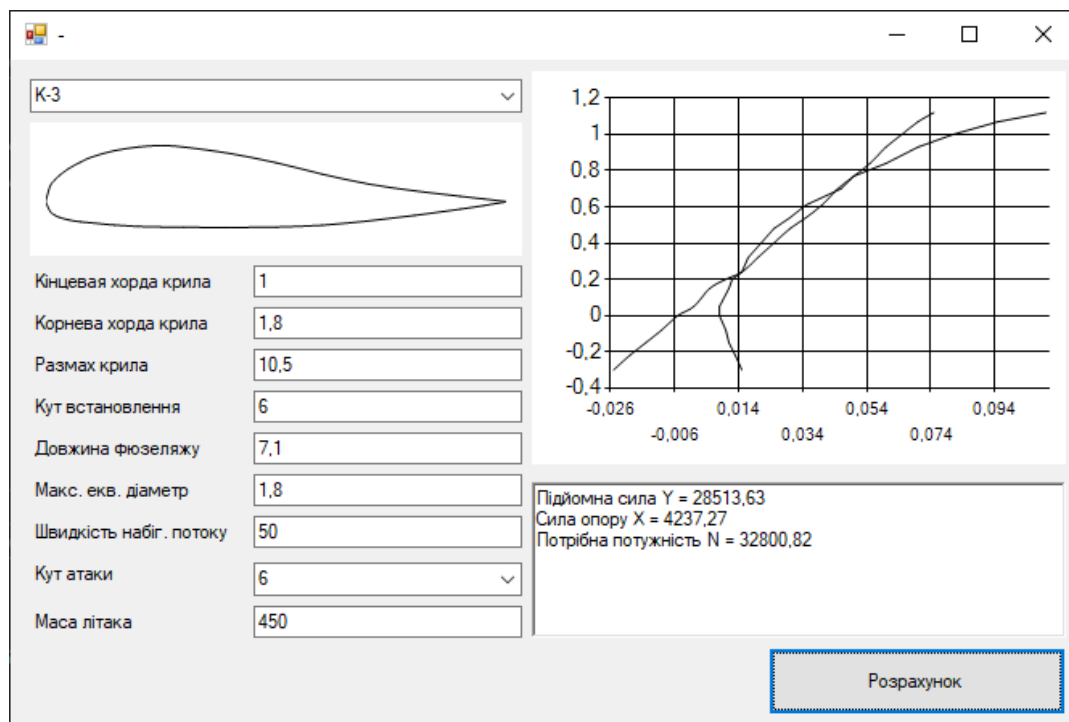 -
К-3
Кінцевая хорда крила
1
Корнева хорда крила
1,8
Размах крила
10,5
Кут встановлення
6
Довжина фюзеляжу
7,1
Макс. екв. діаметр
1,8
Швидкість набіг. потоку
50
Кут атаки
6
Маса літака
450
1,2
1
0,8
0,6
0,4
0,2
0
-0,2
-0,4
-0,026 0,014 0,054 0,094
-0,006 0,034 0,074
Підйомна сила Y = 28513,63
Сила опору X = 4237,27
Потрібна потужність N = 32800,82
Розрахунок